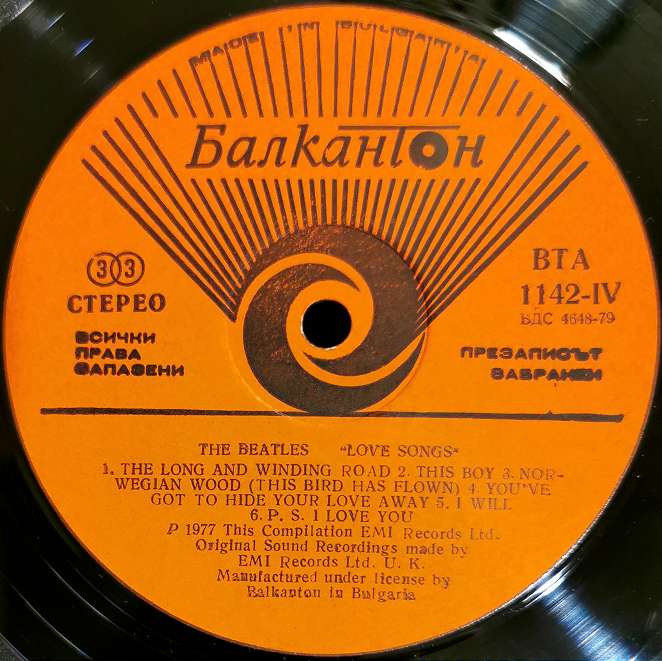 MADE IN BULGARIA
Балкантон
33
СТЕРЕО
ВСИЧКИ
ПРАВА
ЗАПАЗЕНИ
ВТА
1142-IV
БДС 4648-79
ПРЕЗАПИСЪТ
ЗАБРАНЕН
THE BEATLES "LOVE SONGS"
1. THE LONG AND WINDING ROAD 2. THIS BOY 3. NOR-
WEGIAN WOOD (THIS BIRD HAS FLOWN) 4. YOU'VE
GOT TO HIDE YOUR LOVE AWAY 5. I WILL
6. P. S. I LOVE YOU
P 1977 This Compilation EMI Records Ltd.
Original Sound Recordings made by
EMI Records Ltd. U. K.
Manufactured under license by
Balkanton in Bulgaria